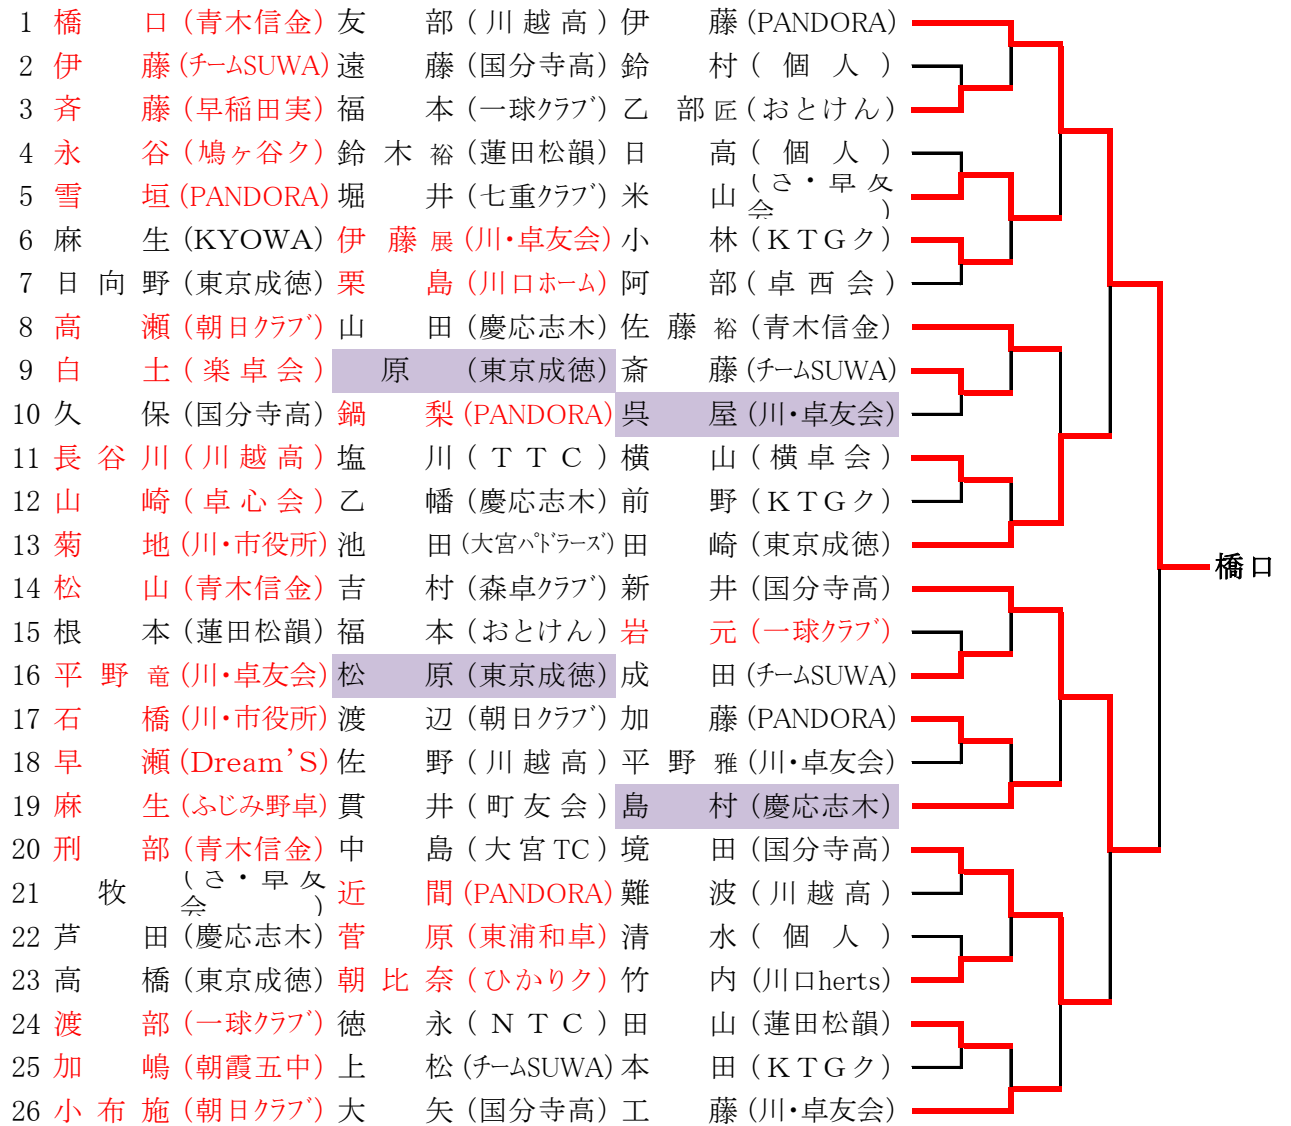 1 橋口 (青木信金) 友部 (川越高) 伊藤 (PANDORA)
2 伊藤 (チームSUWA) 遠藤 (国分寺高) 鈴村 (個人)
3 斉藤 (早稲田実) 福本 (一球クラブ) 乙部匠 (おとけん)
4 永谷 (鳩ヶ谷ク) 鈴木裕 (蓮田松韻) 日高 (個人)
5 雪垣 (PANDORA) 堀井 (七重クラブ) 米山 (さ・早友会)
6 麻生 (KYOWA) 伊藤展 (川・卓友会) 小林 (KTGク)
7 日向野 (東京成徳) 栗島 (川口ホーム) 阿部 (卓西会)
8 高瀬 (朝日クラブ) 山田 (慶応志木) 佐藤裕 (青木信金)
9 白土 (楽卓会) 原 (東京成徳) 斎藤 (チームSUWA)
10 久保 (国分寺高) 鍋梨 (PANDORA) 呉屋 (川・卓友会)
11 長谷川 (川越高) 塩川 (TTC) 横山 (横卓会)
12 山崎 (卓心会) 乙幡 (慶応志木) 前野 (KTGク)
13 菊地 (川・市役所) 池田 (大宮パドラーズ) 田崎 (東京成徳)
橋口
14 松山 (青木信金) 吉村 (森卓クラブ) 新井 (国分寺高)
15 根本 (蓮田松韻) 福本 (おとけん) 岩元 (一球クラブ)
16 平野竜 (川・卓友会) 松原 (東京成徳) 成田 (チームSUWA)
17 石橋 (川・市役所) 渡辺 (朝日クラブ) 加藤 (PANDORA)
18 早瀬 (Dream'S) 佐野 (川越高) 平野雅 (川・卓友会)
19 麻生 (ふじみ野卓) 貫井 (町友会) 島村 (慶応志木)
20 刑部 (青木信金) 中島 (大宮TC) 境田 (国分寺高)
21 牧 (さ・早友会) 近間 (PANDORA) 難波 (川越高)
22 芦田 (慶応志木) 菅原 (東浦和卓) 清水 (個人)
23 高橋 (東京成徳) 朝比奈 (ひかりク) 竹内 (川口herts)
24 渡部 (一球クラブ) 徳永 (NTC) 田山 (蓮田松韻)
25 加嶋 (朝霞五中) 上松 (チームSUWA) 本田 (KTGク)
26 小布施 (朝日クラブ) 大矢 (国分寺高) 工藤 (川・卓友会)